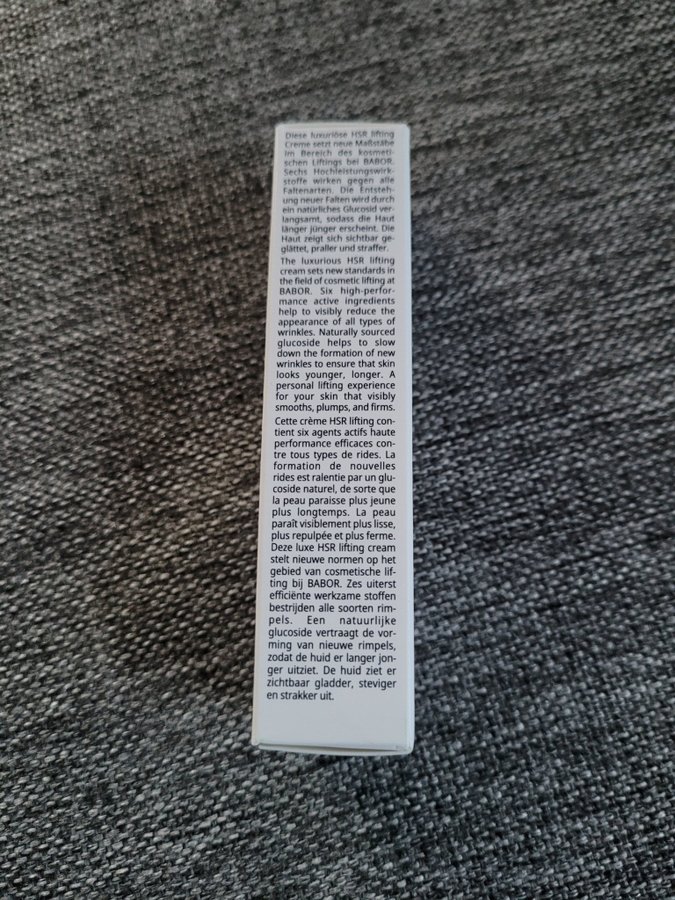 Diese luxuriöse HSR lifting
Creme setzt neue Maßstäbe
im Bereich des kosmeti-
schen Liftings bei BABOR.
Sechs Hochleistungswirk-
stoffe wirken gegen alle
Faltenarten. Die Entsteh-
ung neuer Falten wird durch
ein natürliches Glucosid ver-
langsamt, sodass die Haut
länger jünger erscheint. Die
Haut zeigt sich sichtbar ge-
glättet, praller und straffer.
The luxurious HSR lifting
cream sets new standards in
the field of cosmetic lifting at
BABOR. Six high-perfor-
mance active ingredients
help to visibly reduce the
appearance of all types of
wrinkles. Naturally sourced
glucoside helps to slow
down the formation of new
wrinkles to ensure that skin
looks younger, longer. A
personal lifting experience
for your skin that visibly
smooths, plumps, and firms.
Cette crème HSR lifting con-
tient six agents actifs haute
performance efficaces con-
tre tous types de rides. La
formation de nouvelles
rides est ralentie par un glu-
coside naturel, de sorte que
la peau paraisse plus jeune
plus longtemps. La peau
paraît visiblement plus lisse,
plus repulpée et plus ferme.
Deze luxe HSR lifting cream
stelt nieuwe normen op het
gebied van cosmetische lif-
ting bij BABOR. Zes uiterst
efficiënte werkzame stoffen
bestrijden alle soorten rim-
pels. Een natuurlijke
glucoside vertraagt de vor-
ming van nieuwe rimpels,
zodat de huid er langer jon-
ger uitziet. De huid ziet er
zichtbaar gladder, steviger
en strakker uit.